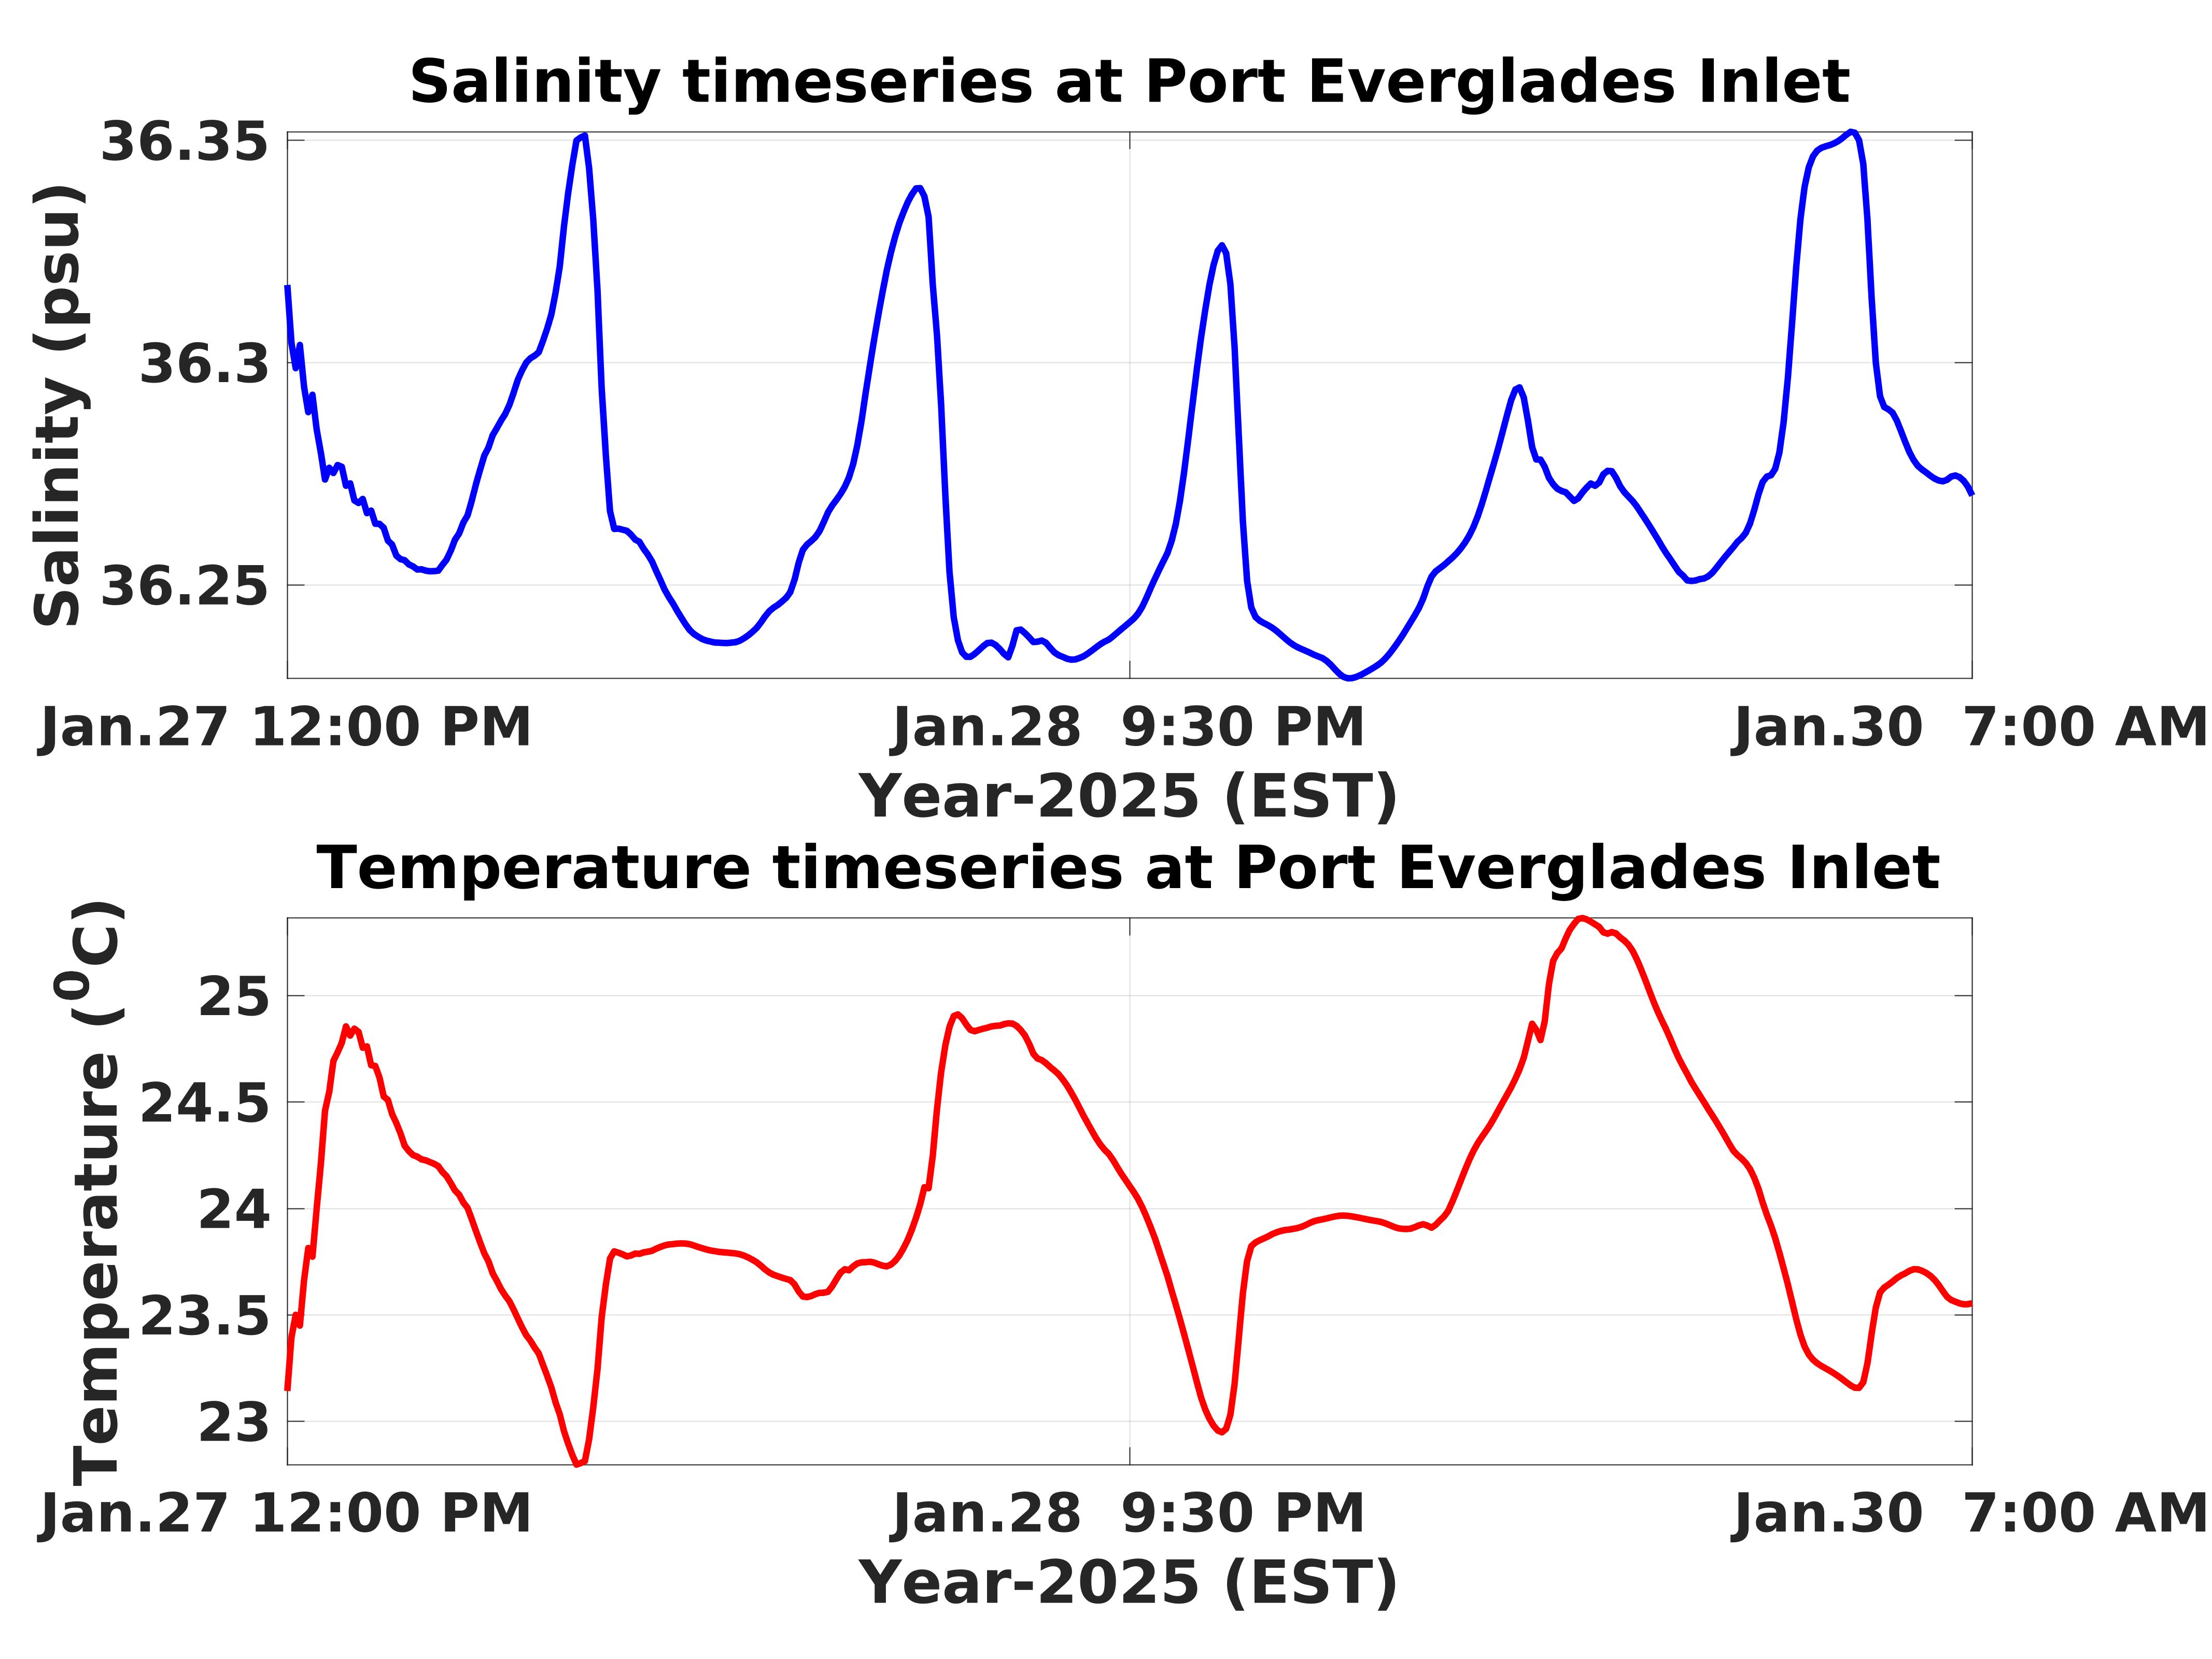 Salinity timeseries at Port Everglades Inlet
Salinity (psu)
36.35
36.3
36.25
Jan.27 12:00 PM
Jan.28  9:30 PM
Jan.30  7:00 AM
Year-2025 (EST)
Temperature timeseries at Port Everglades Inlet
Temperature (⁰C)
25
24.5
24
23.5
23
Jan.27 12:00 PM
Jan.28  9:30 PM
Jan.30  7:00 AM
Year-2025 (EST)